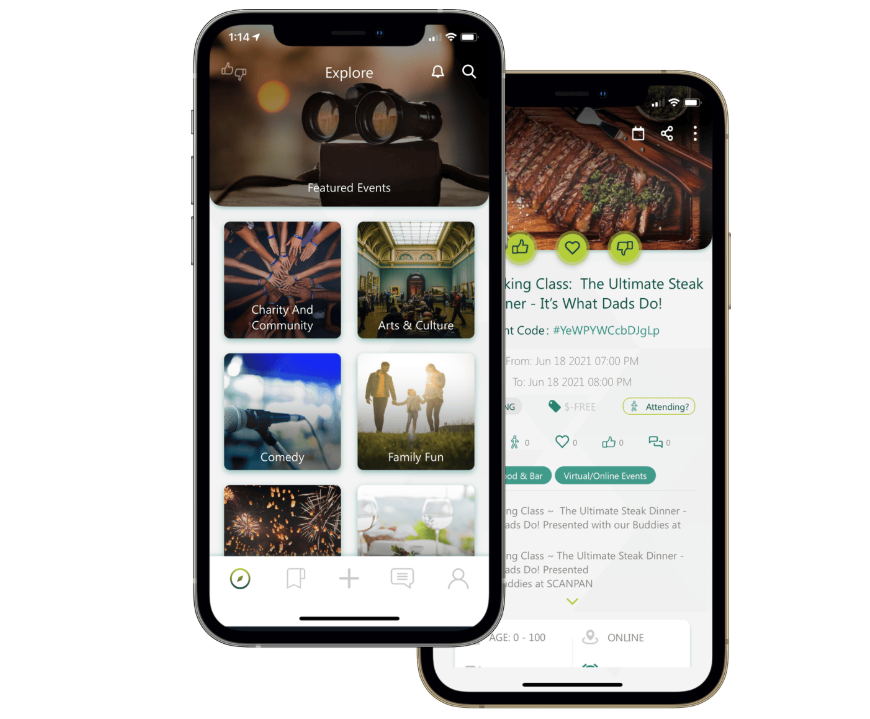 1:14
Explore
Featured Events
Charity And
Community
Arts & Culture
Comedy
Family Fun
king Class: The Ultimate Steak
ner - It's What Dads Do!
nt Code : #YeWPYWCcbDJgLp
From: Jun 18 2021 07:00 PM
To: Jun 18 2021 08:00 PM
NG
$-FREE
Attending?
0
0
0
0
od & Bar
Virtual/Online Events
ng Class ~ The Ultimate Steak Dinner -
ads Do! Presented with our Buddies at
ng Class ~ The Ultimate Steak Dinner -
ads Do! Presented
uddies at SCANPAN
AGE: 0 - 100
ONLINE